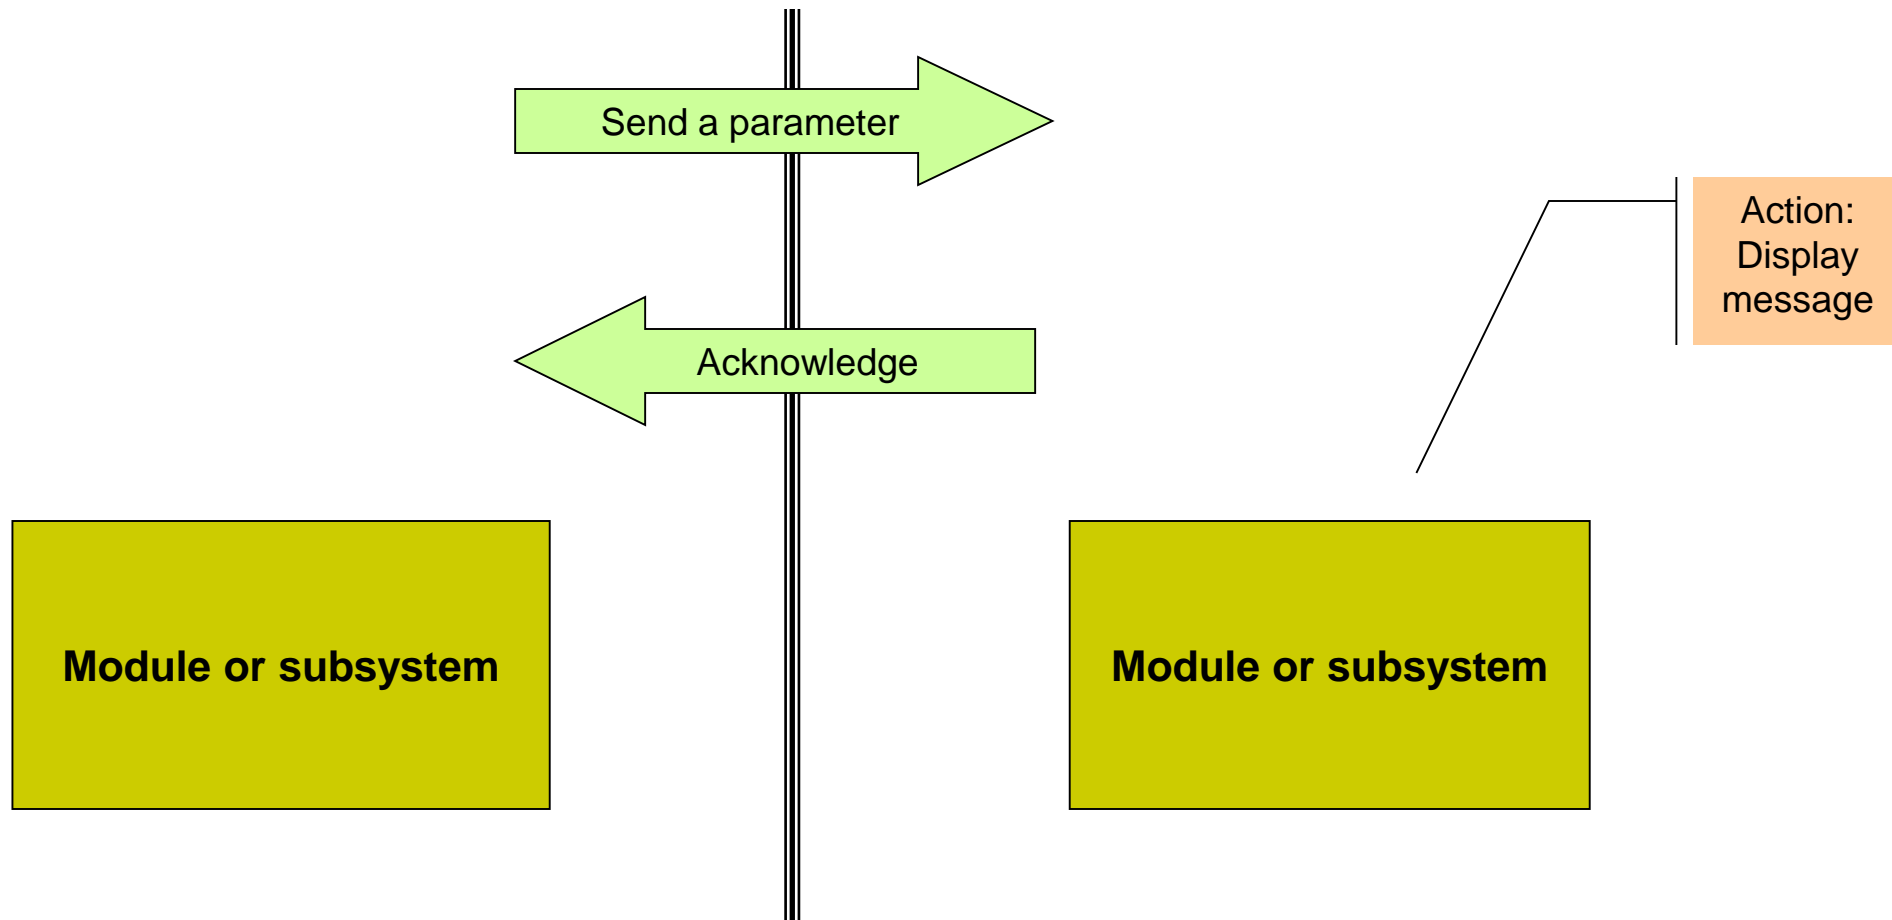 Send a parameter
Action:
Display
message
Acknowledge
Module or subsystem
Module or subsystem